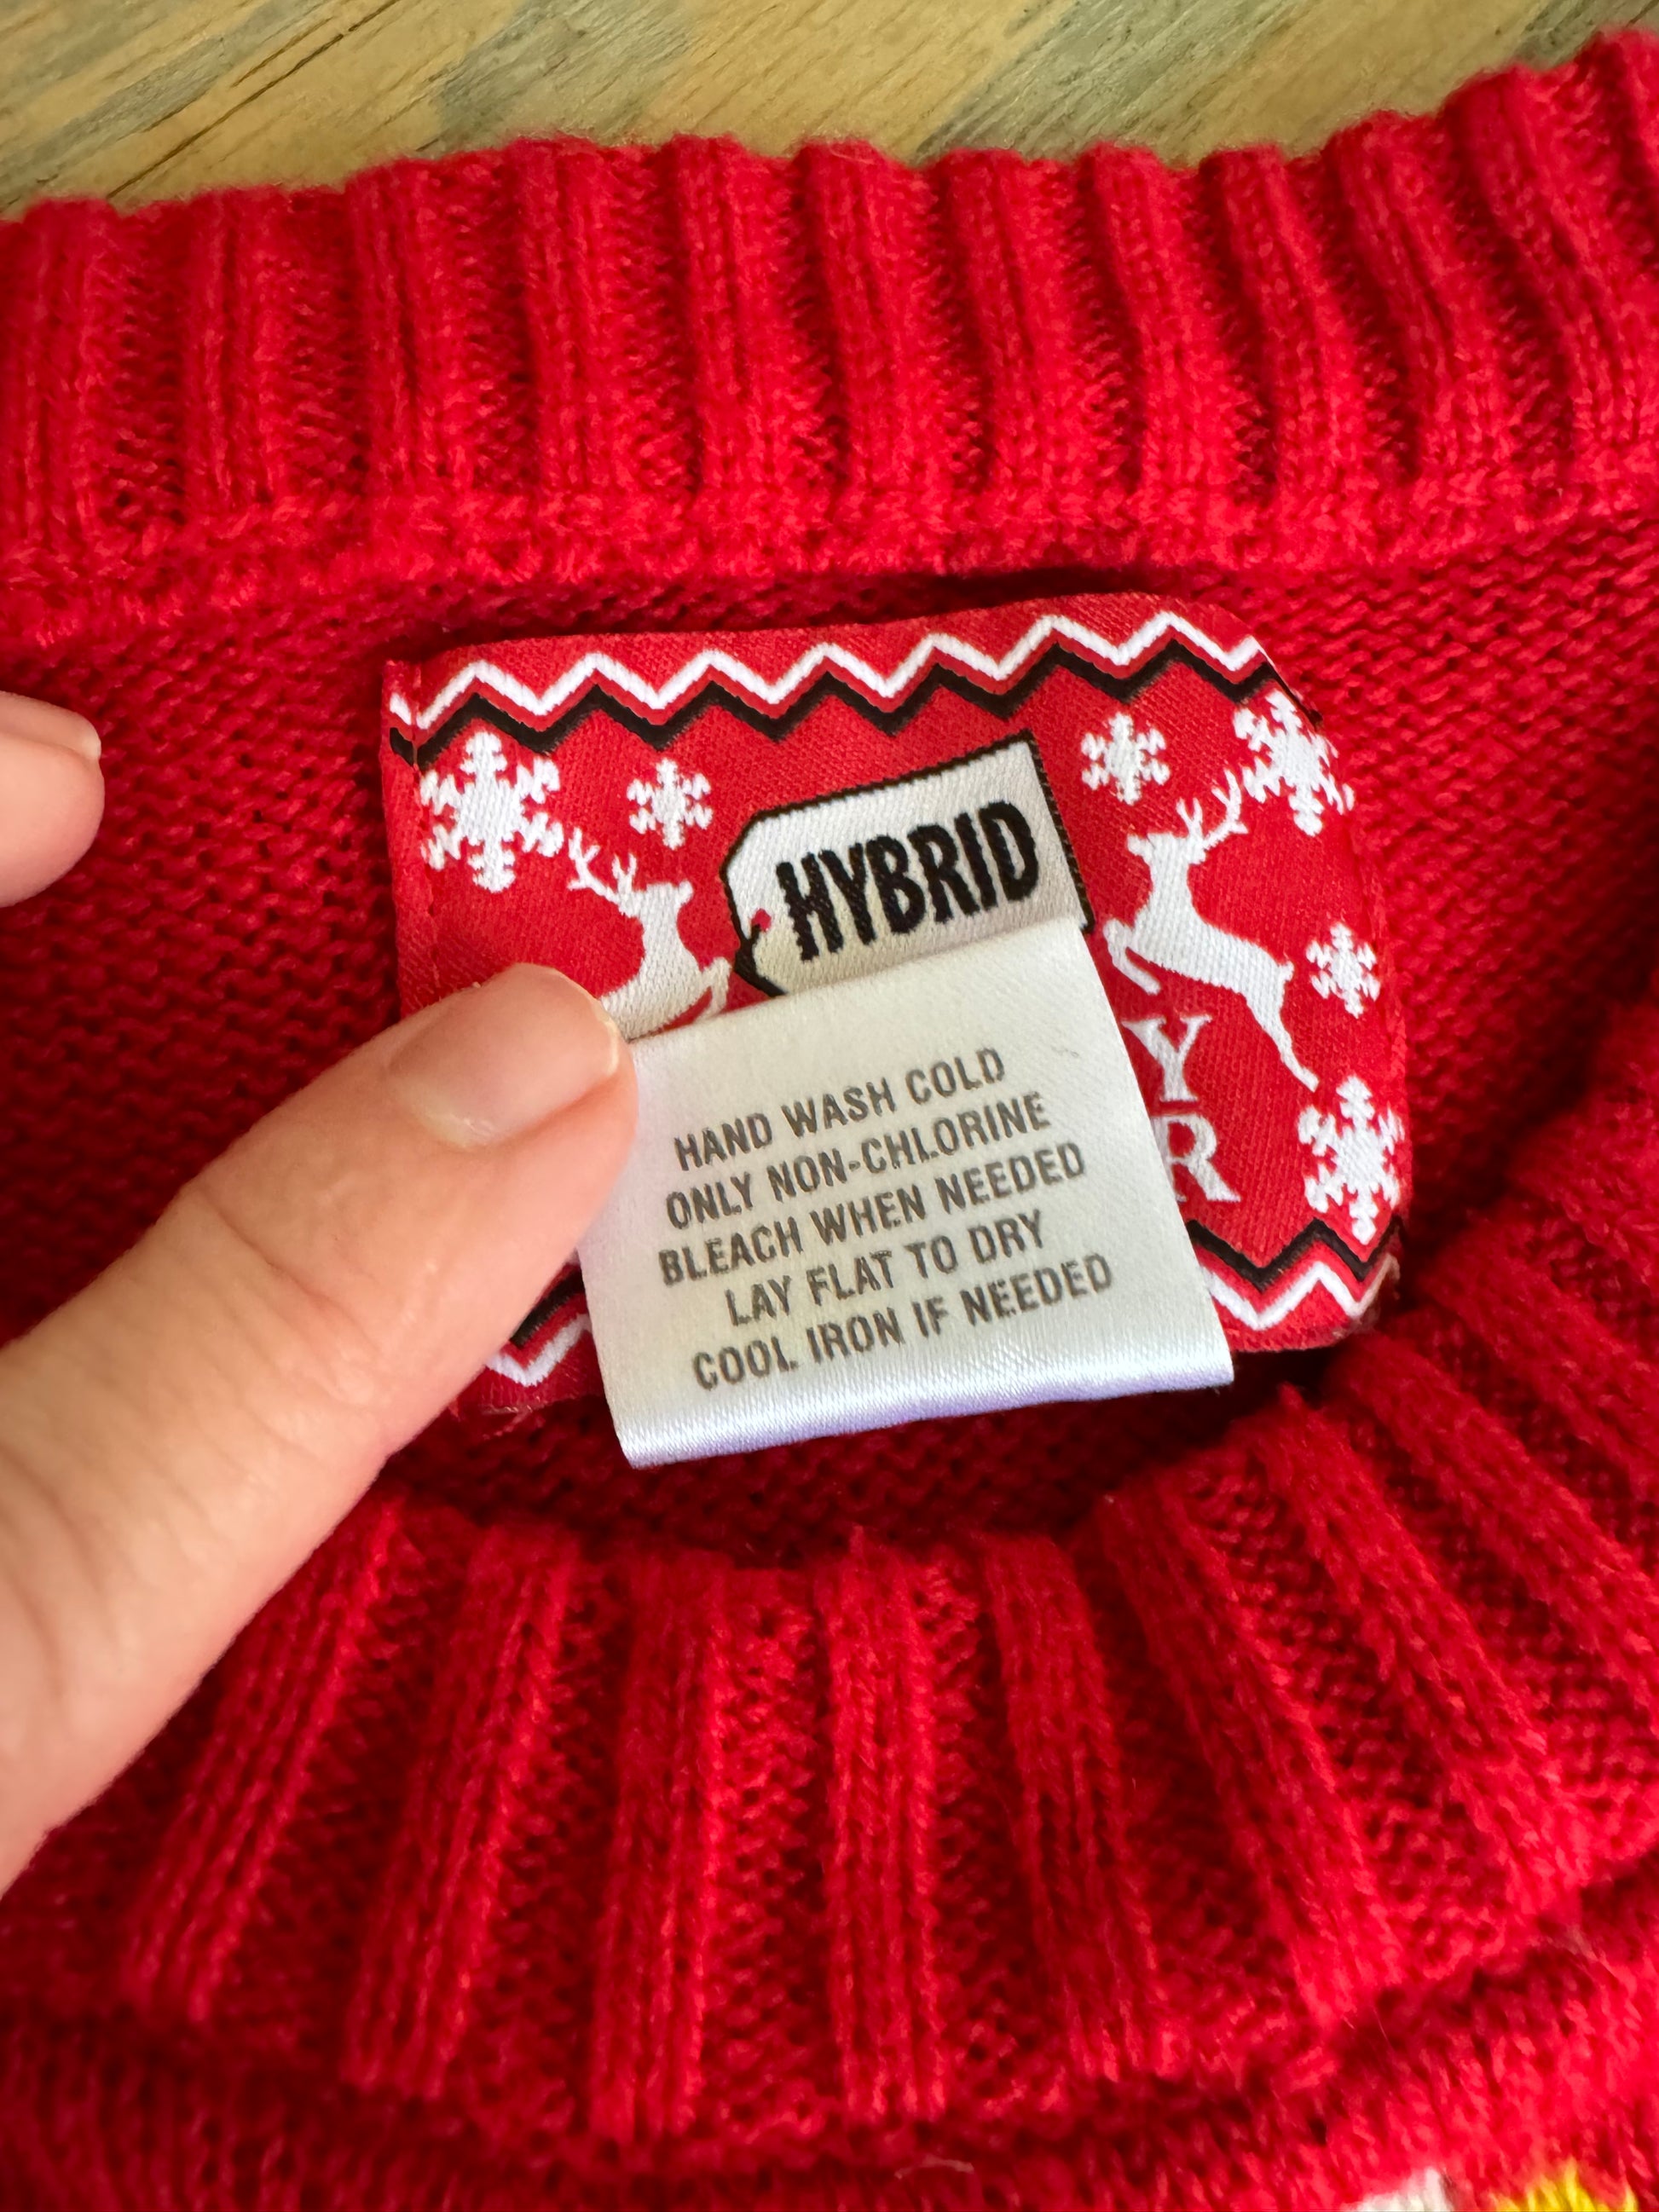 HYBRID
HAND WASH COLD
ONLY NON-CHLORINE
BLEACH WHEN NEEDED
LAY FLAT TO DRY
COOL IRON IF NEEDED